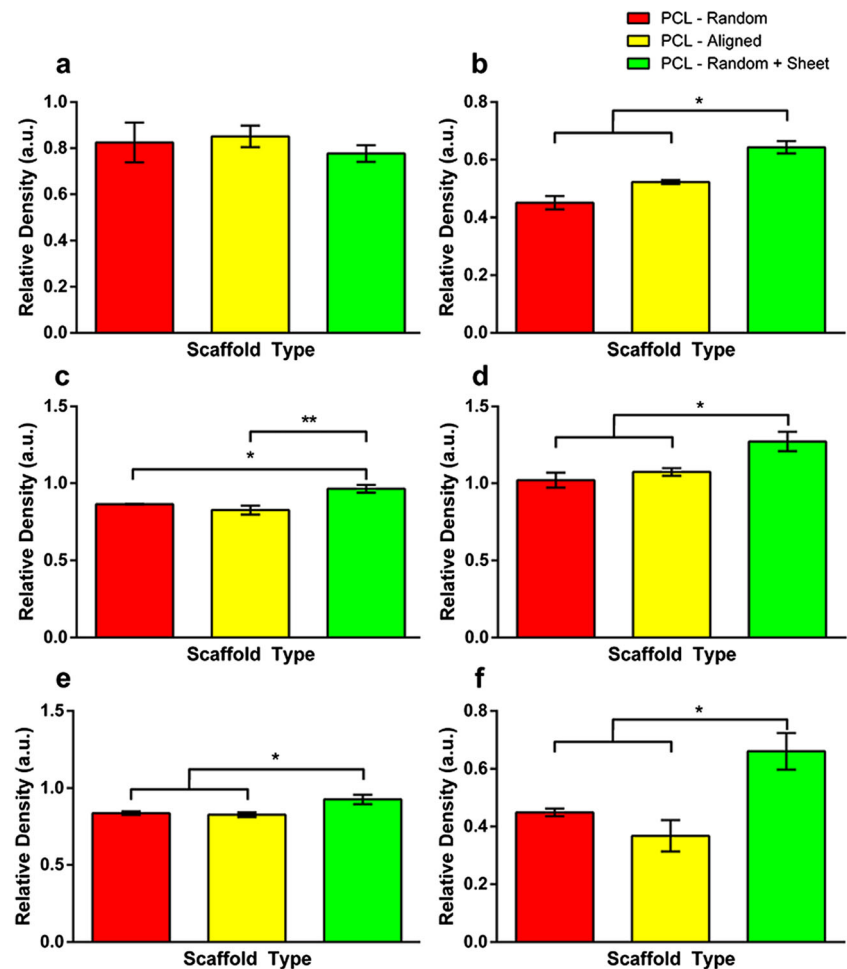 PCL - Random
PCL - Aligned
PCL - Random + Sheet
a
1.0
0.8
0.6
0.4
0.2
0.0
Relative Density (a.u.)
Scaffold Type
b
0.8
0.6
0.4
0.2
0.0
Relative Density (a.u.)
*
Scaffold Type
c
1.5
1.0
0.5
0.0
Relative Density (a.u.)
**
*
Scaffold Type
d
1.5
1.0
0.5
0.0
Relative Density (a.u.)
*
Scaffold Type
e
1.5
1.0
0.5
0.0
Relative Density (a.u.)
*
Scaffold Type
f
0.8
0.6
0.4
0.2
0.0
Relative Density (a.u.)
*
Scaffold Type